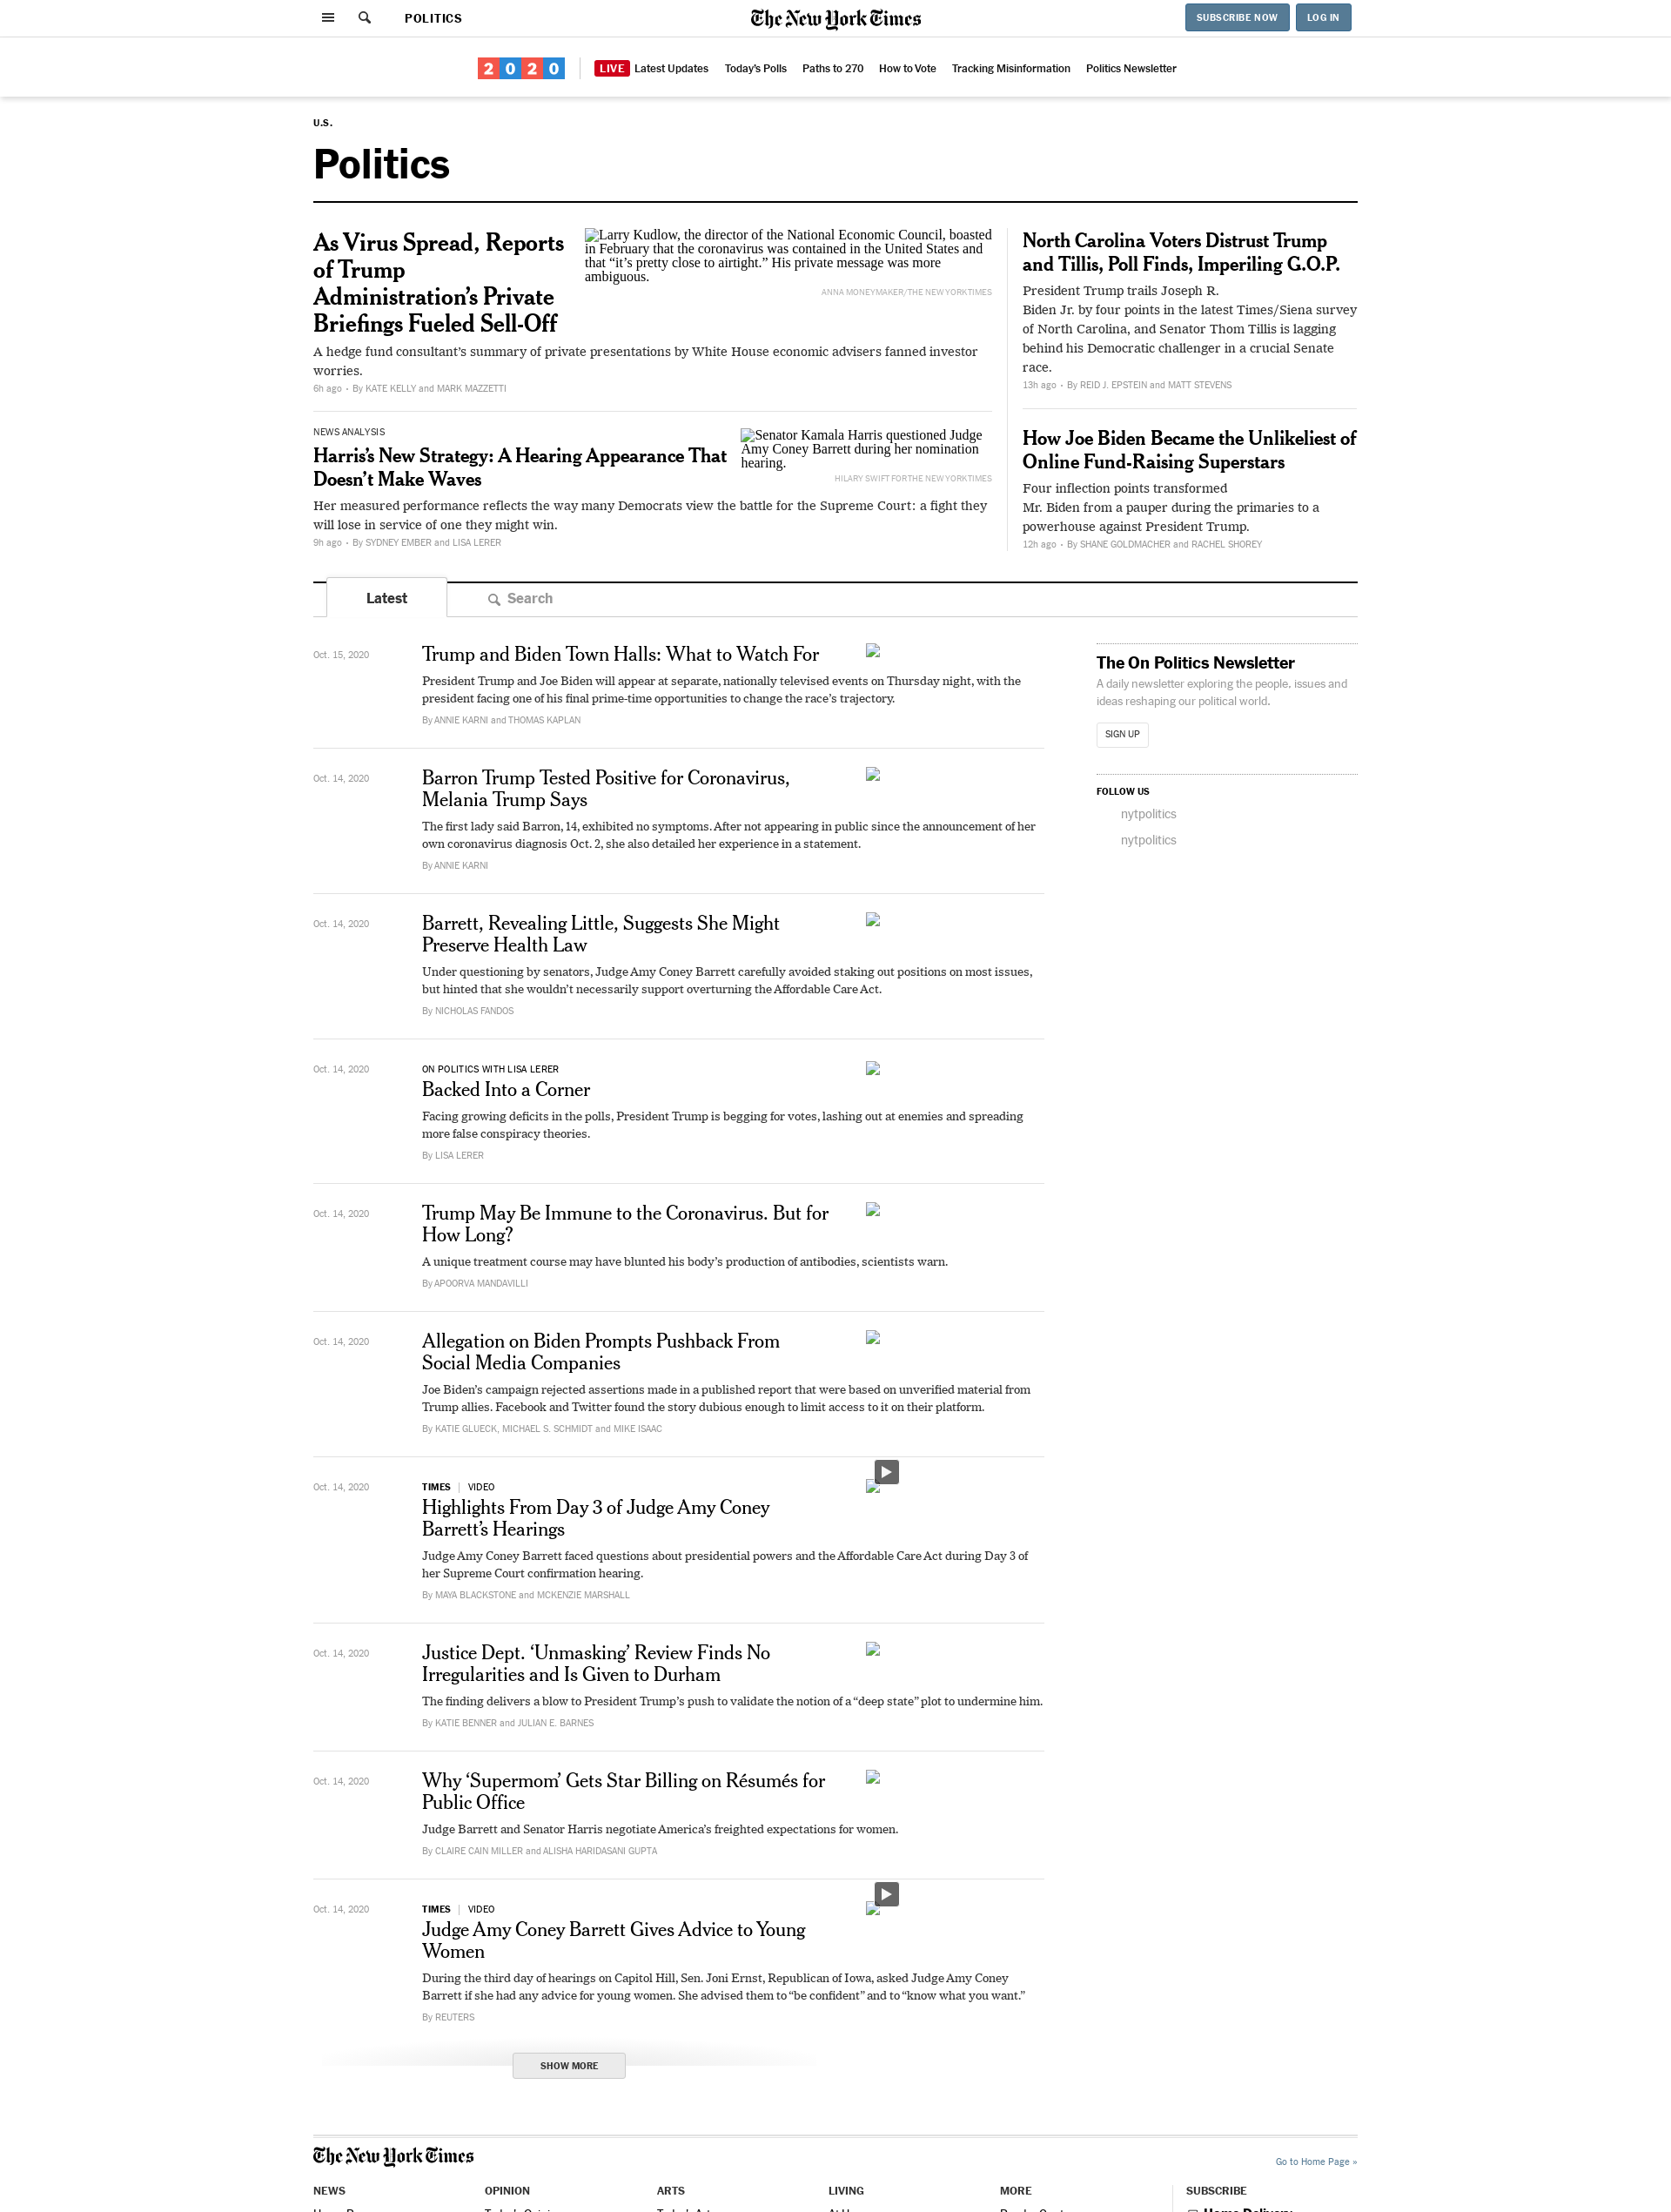 POLITICS
The New York Times
SUBSCRIBE NOW
LOG IN
2020
LIVE Latest Updates
Today's Polls
Paths to 270
How to Vote
Tracking Misinformation
Politics Newsletter
U.S.
Politics
As Virus Spread, Reports
of Trump
Administration’s Private
Briefings Fueled Sell-Off
Larry Kudlow, the director of the National Economic Council, boasted
in February that the coronavirus was contained in the United States and
that “it’s pretty close to airtight.” His private message was more
ambiguous.
ANNA MONEYMAKER/THE NEW YORK TIMES
A hedge fund consultant’s summary of private presentations by White House economic advisers fanned investor
worries.
6h ago • By KATE KELLY and MARK MAZZETTI
NEWS ANALYSIS
Harris’s New Strategy: A Hearing Appearance That
Doesn’t Make Waves
Senator Kamala Harris questioned Judge
Amy Coney Barrett during her nomination
hearing.
HILARY SWIFT FOR THE NEW YORK TIMES
Her measured performance reflects the way many Democrats view the battle for the Supreme Court: a fight they
will lose in service of one they might win.
9h ago • By SYDNEY EMBER and LISA LERER
North Carolina Voters Distrust Trump
and Tillis, Poll Finds, Imperiling G.O.P.
President Trump trails Joseph R.
Biden Jr. by four points in the latest Times/Siena survey
of North Carolina, and Senator Thom Tillis is lagging
behind his Democratic challenger in a crucial Senate
race.
13h ago • By REID J. EPSTEIN and MATT STEVENS
How Joe Biden Became the Unlikeliest of
Online Fund-Raising Superstars
Four inflection points transformed
Mr. Biden from a pauper during the primaries to a
powerhouse against President Trump.
12h ago • By SHANE GOLDMACHER and RACHEL SHOREY
Latest
Search
Oct. 15, 2020
Trump and Biden Town Halls: What to Watch For
President Trump and Joe Biden will appear at separate, nationally televised events on Thursday night, with the
president facing one of his final prime-time opportunities to change the race’s trajectory.
By ANNIE KARNI and THOMAS KAPLAN
Oct. 14, 2020
Barron Trump Tested Positive for Coronavirus,
Melania Trump Says
The first lady said Barron, 14, exhibited no symptoms. After not appearing in public since the announcement of her
own coronavirus diagnosis Oct. 2, she also detailed her experience in a statement.
By ANNIE KARNI
Oct. 14, 2020
Barrett, Revealing Little, Suggests She Might
Preserve Health Law
Under questioning by senators, Judge Amy Coney Barrett carefully avoided staking out positions on most issues,
but hinted that she wouldn’t necessarily support overturning the Affordable Care Act.
By NICHOLAS FANDOS
Oct. 14, 2020
ON POLITICS WITH LISA LERER
Backed Into a Corner
Facing growing deficits in the polls, President Trump is begging for votes, lashing out at enemies and spreading
more false conspiracy theories.
By LISA LERER
Oct. 14, 2020
Trump May Be Immune to the Coronavirus. But for
How Long?
A unique treatment course may have blunted his body’s production of antibodies, scientists warn.
By APOORVA MANDAVILLI
Oct. 14, 2020
Allegation on Biden Prompts Pushback From
Social Media Companies
Joe Biden’s campaign rejected assertions made in a published report that were based on unverified material from
Trump allies. Facebook and Twitter found the story dubious enough to limit access to it on their platform.
By KATIE GLUECK, MICHAEL S. SCHMIDT and MIKE ISAAC
Oct. 14, 2020
TIMES | VIDEO
Highlights From Day 3 of Judge Amy Coney
Barrett’s Hearings
Judge Amy Coney Barrett faced questions about presidential powers and the Affordable Care Act during Day 3 of
her Supreme Court confirmation hearing.
By MAYA BLACKSTONE and MCKENZIE MARSHALL
Oct. 14, 2020
Justice Dept. ‘Unmasking’ Review Finds No
Irregularities and Is Given to Durham
The finding delivers a blow to President Trump’s push to validate the notion of a “deep state” plot to undermine him.
By KATIE BENNER and JULIAN E. BARNES
Oct. 14, 2020
Why ‘Supermom’ Gets Star Billing on Résumés for
Public Office
Judge Barrett and Senator Harris negotiate America’s freighted expectations for women.
By CLAIRE CAIN MILLER and ALISHA HARIDASANI GUPTA
Oct. 14, 2020
TIMES | VIDEO
Judge Amy Coney Barrett Gives Advice to Young
Women
During the third day of hearings on Capitol Hill, Sen. Joni Ernst, Republican of Iowa, asked Judge Amy Coney
Barrett if she had any advice for young women. She advised them to “be confident” and to “know what you want.”
By REUTERS
SHOW MORE
The On Politics Newsletter
A daily newsletter exploring the people, issues and
ideas reshaping our political world.
SIGN UP
FOLLOW US
nytpolitics
nytpolitics
The New York Times
Go to Home Page »
NEWS
OPINION
ARTS
LIVING
MORE
SUBSCRIBE